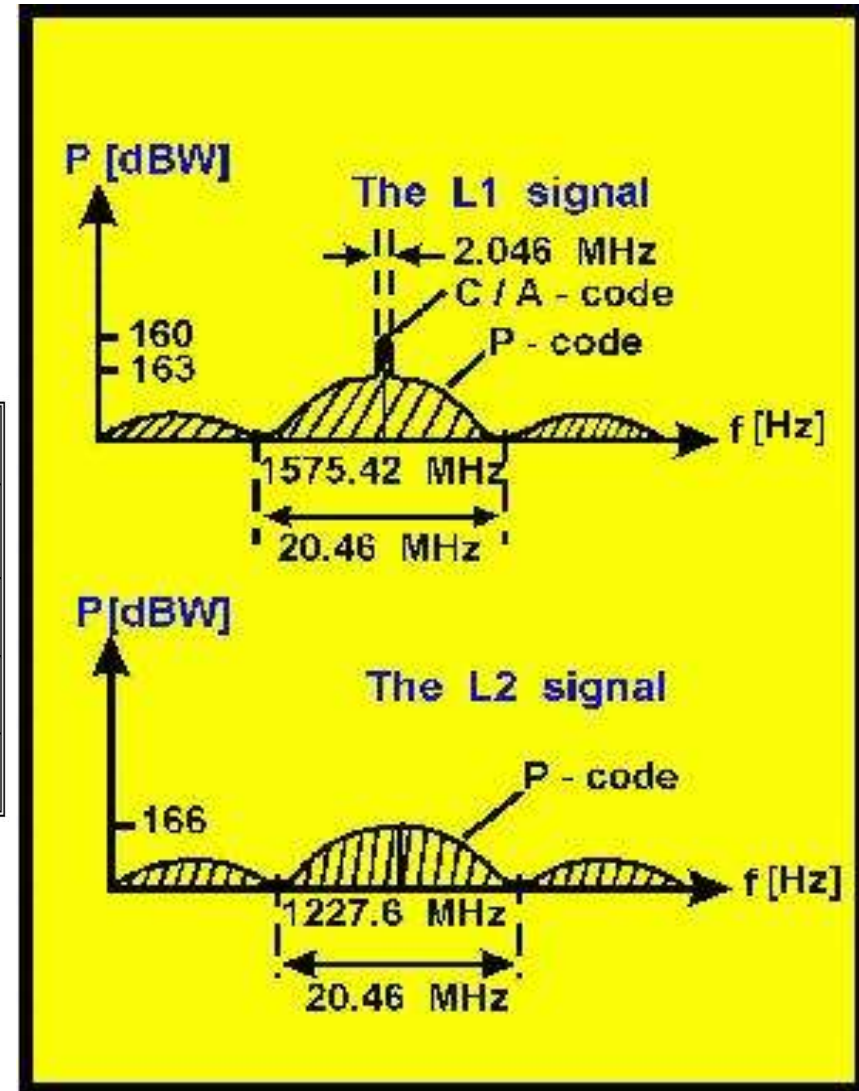 P [dBW]
The L1 signal
2.046 MHz
C / A - code
160
P - code
163
f [Hz]
1575.42 MHz
20.46 MHz
P[dBW]
The L2 signal
P - code
166
f [Hz]
1227.6 MHz
20.46 MHz